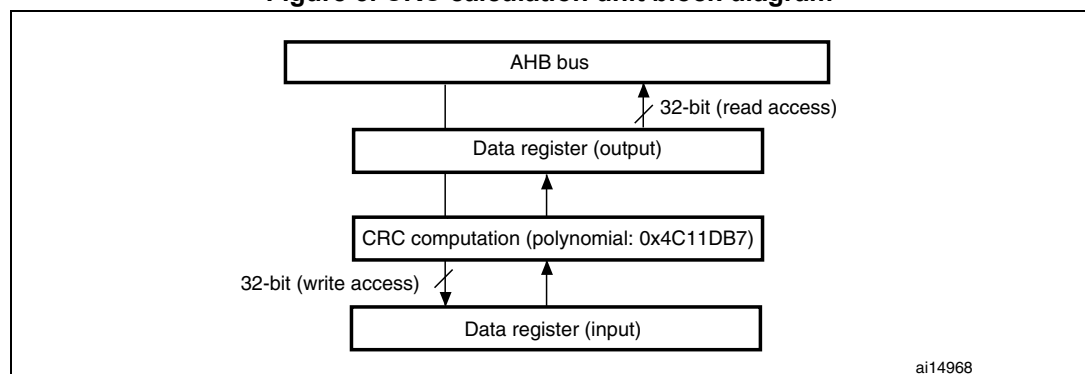 AHB bus
32-bit (read access)
Data register (output)
CRC computation (polynomial: 0x4C11DB7)
32-bit (write access)
Data register (input)
ai14968